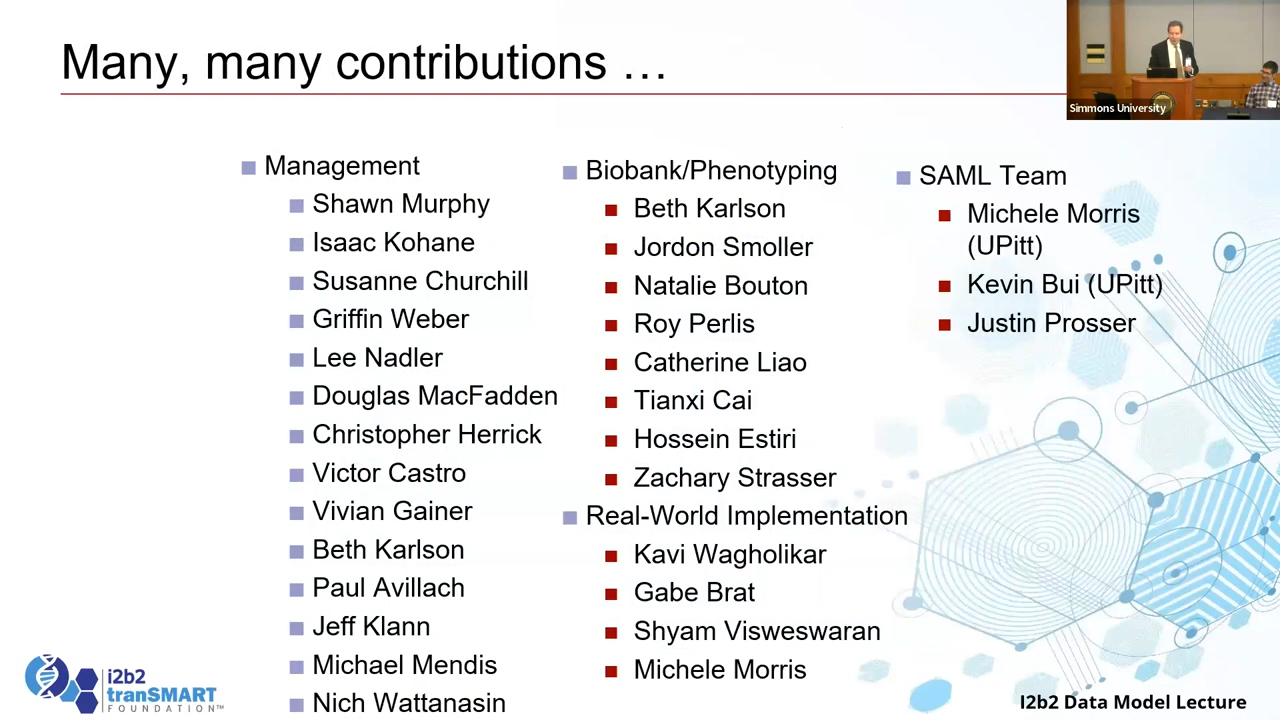 Many, many contributions …
Simmons University
Management
Shawn Murphy
Isaac Kohane
Susanne Churchill
Griffin Weber
Lee Nadler
Douglas MacFadden
Christopher Herrick
Victor Castro
Vivian Gainer
Beth Karlson
Paul Avillach
Jeff Klann
Michael Mendis
Nich Wattanasin
Biobank/Phenotyping
Beth Karlson
Jordon Smoller
Natalie Bouton
Roy Perlis
Catherine Liao
Tianxi Cai
Hossein Estiri
Zachary Strasser
Real-World Implementation
Kavi Wagholikar
Gabe Brat
Shyam Visweswaran
Michele Morris
SAML Team
Michele Morris
(UPitt)
Kevin Bui (UPitt)
Justin Prosser
i2b2
tranSMART
FOUNDATION™
I2b2 Data Model Lecture